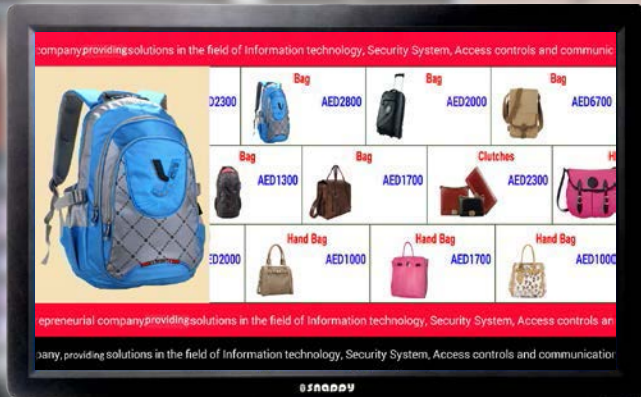 company, providing solutions in the field of Information technology, Security System, Access controls and communic
Bag
Bag
Bag
D2300
AED2800
AED2000
AED6700
Bag
Bag
Clutches
H
AED1300
AED1700
AED2300
Hand Bag
Hand Bag
Hand Bag
ED2000
AED1000
AED1700
AED1000
epreneurial company, providing solutions in the field of Information technology, Security System, Access controls an
pany, providing solutions in the field of Information technology, Security System, Access controls and communication
snappy